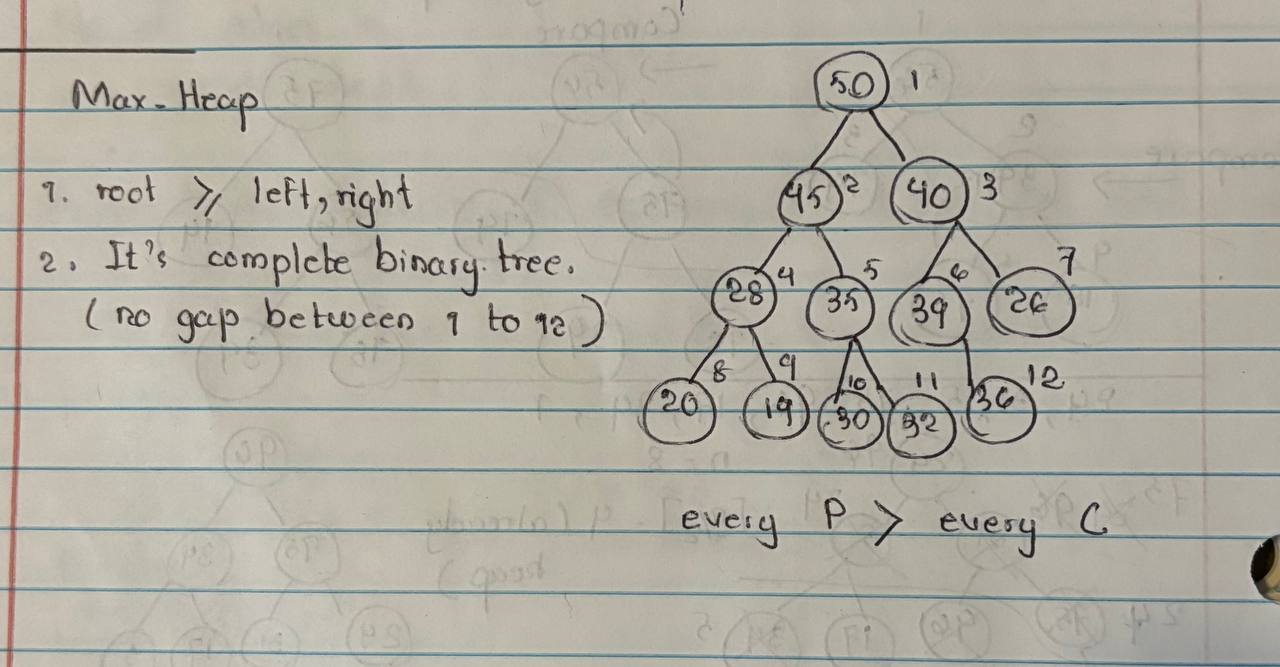 Max-Heap
1. root ⩾ left, right
2. It's complete binary tree.
(no gap between 1 to 12)
50 1
45 2 40 3
28 4 35 5 39 6 26 7
20 8 19 9 30 10 32 11 36 12
every P > every C